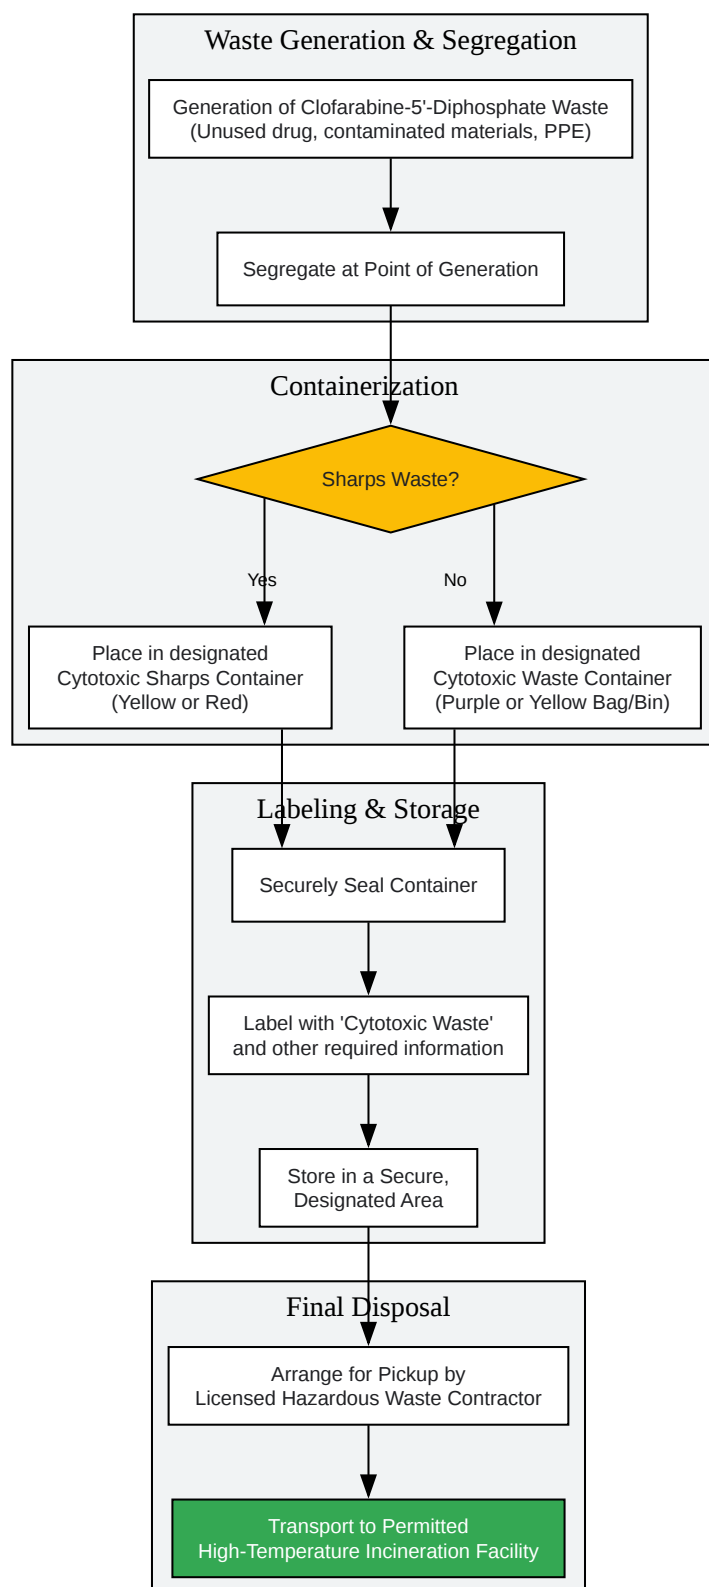 Waste Generation & Segregation
Generation of Clofarabine-5'-Diphosphate Waste
(Unused drug, contaminated materials, PPE)
Segregate at Point of Generation
Containerization
Sharps Waste?
Yes
No
Place in designated
Cytotoxic Sharps Container
(Yellow or Red)
Place in designated
Cytotoxic Waste Container
(Purple or Yellow Bag/Bin)
Labeling & Storage
Securely Seal Container
Label with 'Cytotoxic Waste'
and other required information
Store in a Secure,
Designated Area
Final Disposal
Arrange for Pickup by
Licensed Hazardous Waste Contractor
Transport to Permitted
High-Temperature Incineration Facility